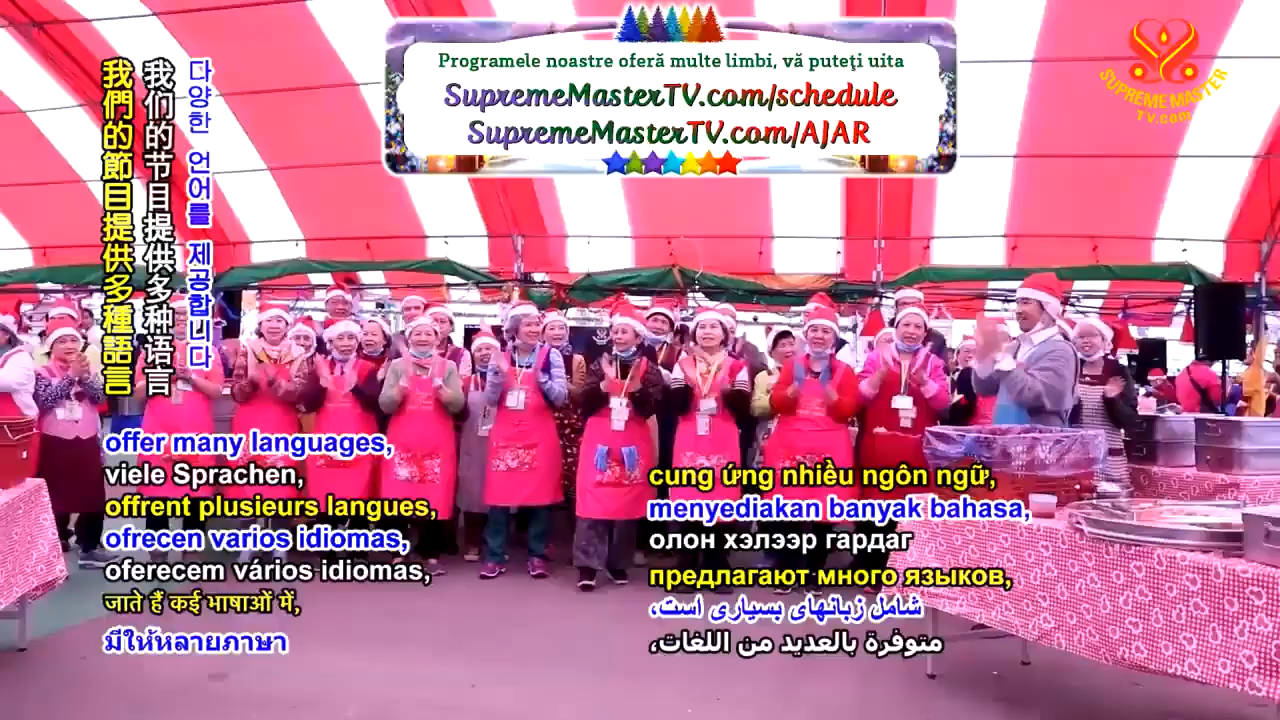 Programele noastre oferă multe limbi, vă puteţi uita
SupremeMasterTV.com/schedule
SupremeMasterTV.com/AJAR
SUPREME MASTER
TV.com
다양한 언어를 제공합니다
我们的节目提供多种语言
我們的節目提供多種語言
offer many languages,
viele Sprachen,
offrent plusieurs langues,
ofrecen varios idiomas,
oferecem vários idiomas,
जाते हैं कई भाषाओं में,
มีให้หลายภาษา
cung ứng nhiều ngôn ngữ,
menyediakan banyak bahasa,
олон хэлээр гардаг
предлагают много языков,
شامل زبانهای بسیاری است،
متوفرة بالعديد من اللغات،